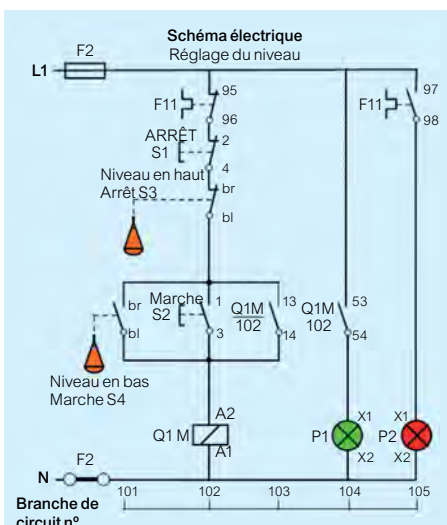 Schéma électrique
Réglage du niveau
F2
L1
95
97
F11
F11
96
98
ARRÊT
S1
2
4
Niveau en haut
Arrêt S3
br
bl
br
Marche
S2
1
Q1M
102
13
Q1M
102
53
bl
3
14
54
Niveau en bas
Marche S4
A2
Q1 M
A1
P1
X1
X2
P2
X1
X2
F2
N
101
102
103
104
105
Branche de
circuit nº